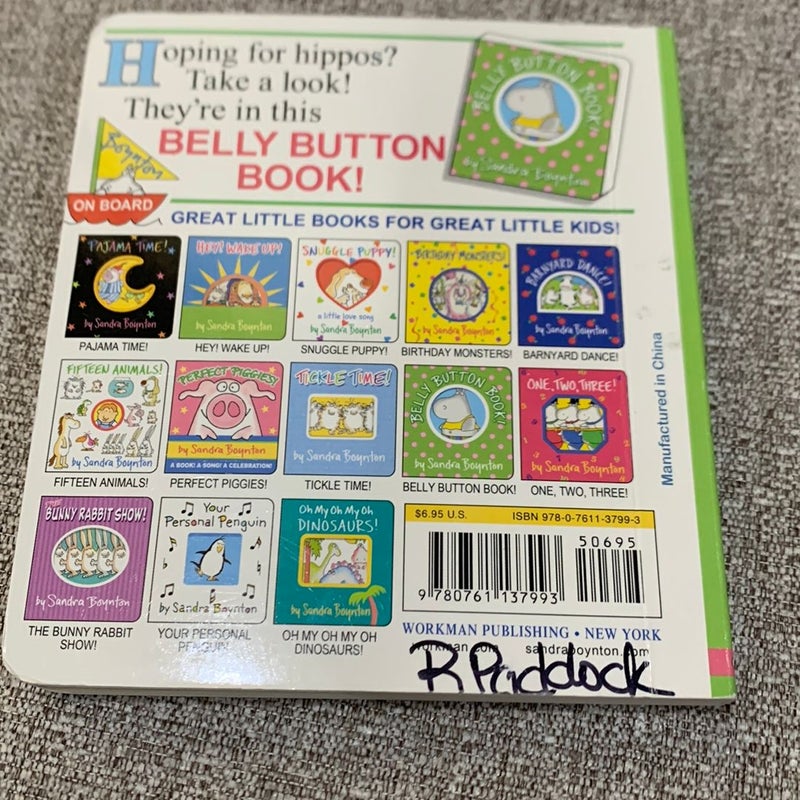 Hoping for hippos?
Take a look!
They're in this
BELLY BUTTON
BOOK!
BELLY BUTTON BOOK!
by Sandra Boynton
Boynton
ON BOARD
GREAT LITTLE BOOKS FOR GREAT LITTLE KIDS!
PAJAMA TIME!
by Sandra Boynton
HEY! WAKE UP!
by Sandra Boynton
SNUGGLE PUPPY!
a little love song
by Sandra Boynton
BIRTHDAY MONSTERS!
by Sandra Boynton
BARNYARD DANCE!
by Sandra Boynton
PAJAMA TIME!
HEY! WAKE UP!
SNUGGLE PUPPY!
BIRTHDAY MONSTERS!
BARNYARD DANCE!
FIFTEEN ANIMALS!
by Sandra Boynton
PERFECT PIGGIES!
by Sandra Boynton
A BOOK! A SONG! A CELEBRATION!
TICKLE TIME!
by Sandra Boynton
BELLY BUTTON BOOK!
by Sandra Boynton
ONE, TWO, THREE!
by Sandra Boynton
FIFTEEN ANIMALS!
PERFECT PIGGIES!
TICKLE TIME!
BELLY BUTTON BOOK!
ONE, TWO, THREE!
BUNNY RABBIT SHOW!
by Sandra Boynton
Your
Personal Penguin
by Sandra Boynton
Oh My Oh My Oh
DINOSAURS!
by Sandra Boynton
THE BUNNY RABBIT
SHOW!
YOUR PERSONAL
PENGUIN
OH MY OH MY OH
DINOSAURS!
$6.95 U.S. ISBN 978-0-7611-3799-3
50695
9 780761 137993
WORKMAN PUBLISHING • NEW YORK
workman.com sandraboynton.com
R Paddock
Manufactured in China